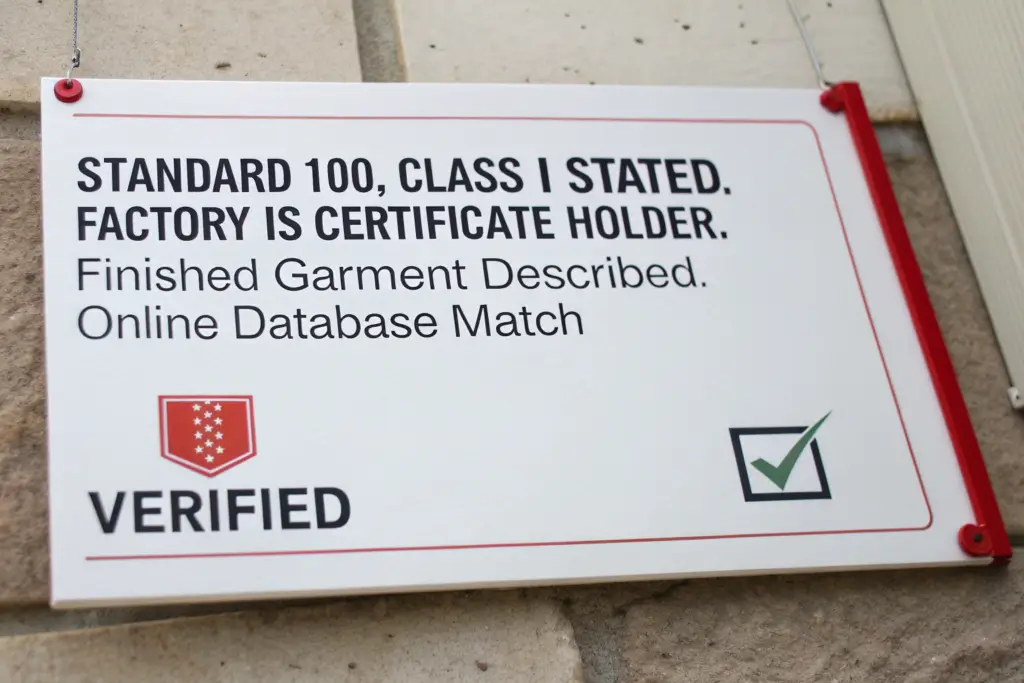 STANDARD 100, CLASS I STATED.
FACTORY IS CERTIFICATE HOLDER.
Finished Garment Described.
Online Database Match
VERIFIED